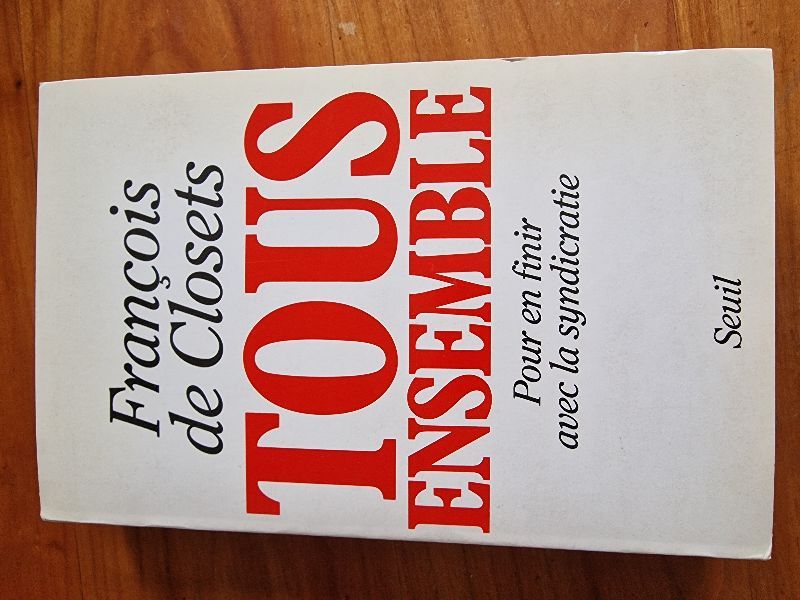 François
de Closets
TOUS
ENSEMBLE
Pour en finir
avec la syndicratie
Seuil